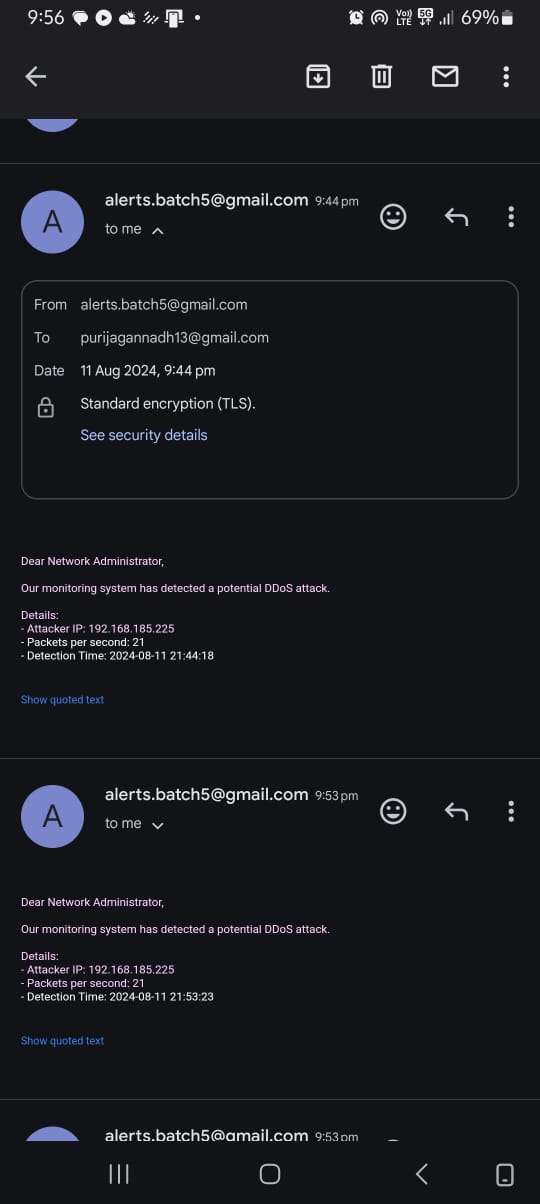 9:56
Vo))
LTE
5G
69%
A
alerts.batch5@gmail.com 9:44 pm
to me
From alerts.batch5@gmail.com
To purijagannadh13@gmail.com
Date 11 Aug 2024, 9:44 pm
Standard encryption (TLS).
See security details
Dear Network Administrator,
Our monitoring system has detected a potential DDoS attack.
Details:
- Attacker IP: 192.168.185.225
- Packets per second: 21
- Detection Time: 2024-08-11 21:44:18
Show quoted text
A
alerts.batch5@gmail.com 9:53 pm
to me
Dear Network Administrator,
Our monitoring system has detected a potential DDoS attack.
Details:
- Attacker IP: 192.168.185.225
- Packets per second: 21
- Detection Time: 2024-08-11 21:53:23
Show quoted text
alerts.batch5@gmail.com 9:53 pm